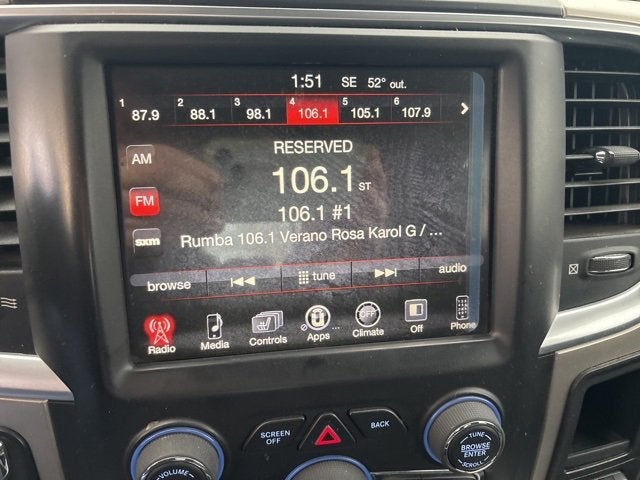 1:51 SE 52° out.
1 87.9 2 88.1 3 98.1 4 106.1 5 105.1 6 107.9
AM
RESERVED
FM
106.1 ST
106.1 #1
sxm
Rumba 106.1 Verano Rosa Karol G / ...
browse tune audio
Radio Media Controls Apps ... OFF Climate Off Phone
SCREEN OFF
BACK
VOLUME
TUNE
BROWSE
ENTER
SCROLL